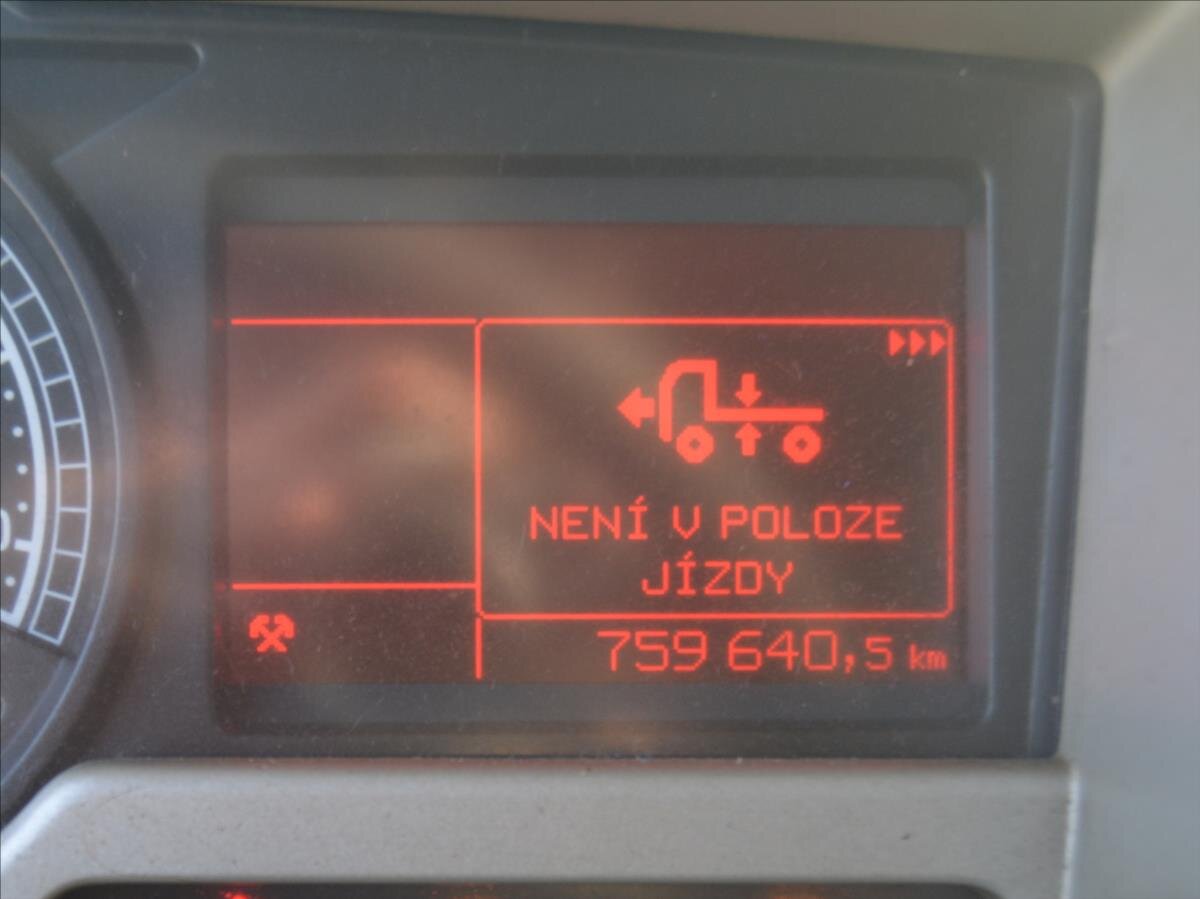 NENÍ V POLOZE
JÍZDY
759 640,5 km